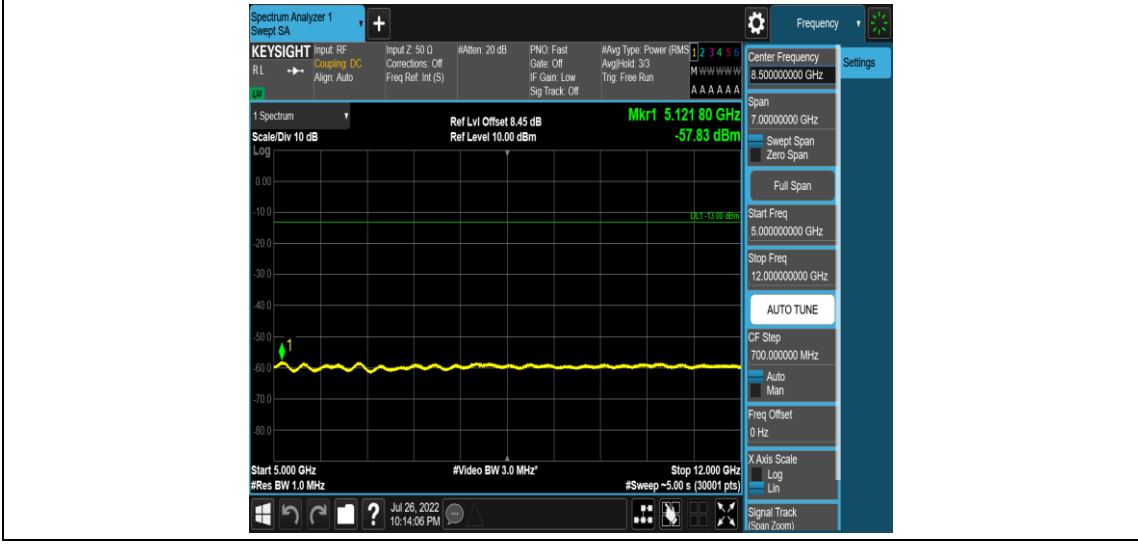 Spectrum Analyzer 1
Swept SA
Frequency
KEYSIGHT
RL
LXI
Input: RF
Coupling: DC
Align: Auto
Input Z: 50 Ω
Corrections: Off
Freq Ref: Int (S)
#Atten: 20 dB
PNO: Fast
Gate: Off
IF Gain: Low
Sig Track: Off
#Avg Type: Power (RMS
Avg|Hold: 3/3
Trig: Free Run
1 2 3 4 5 6
M W W W W W
A A A A A A
1 Spectrum
Scale/Div 10 dB
Log
Ref Lvl Offset 8.45 dB
Ref Level 10.00 dBm
Mkr1 5.121 80 GHz
-57.83 dBm
0.00
-10.0
DL1 -13.00 dBm
-20.0
-30.0
-40.0
-50.0
1
-60.0
-70.0
-80.0
Start 5.000 GHz
#Video BW 3.0 MHz*
Stop 12.000 GHz
#Res BW 1.0 MHz
#Sweep ~5.00 s (30001 pts)
Center Frequency
8.500000000 GHz
Settings
Span
7.00000000 GHz
Swept Span
Zero Span
Full Span
Start Freq
5.000000000 GHz
Stop Freq
12.000000000 GHz
AUTO TUNE
CF Step
700.000000 MHz
Auto
Man
Freq Offset
0 Hz
X Axis Scale
Log
Lin
Signal Track
(Span Zoom)
?
Jul 26, 2022
10:14:06 PM